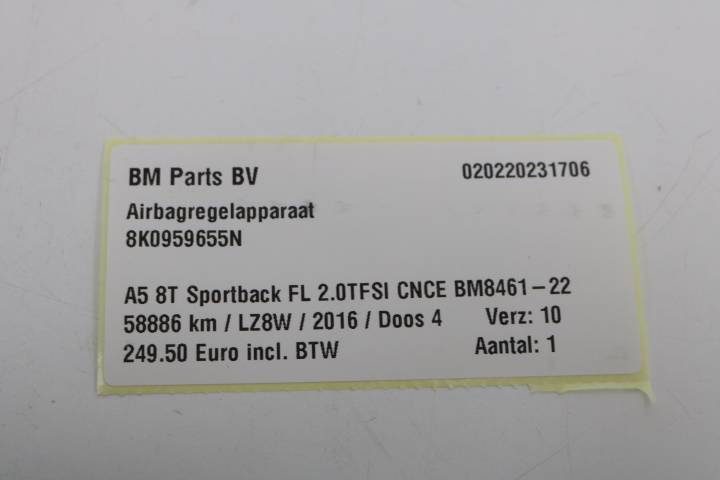 BM Parts BV 020220231706
Airbagregelapparaat
8K0959655N
A5 8T Sportback FL 2.0TFSI CNCE BM8461-22
58886 km / LZ8W / 2016 / Doos 4 Verz: 10
249.50 Euro incl. BTW Aantal: 1